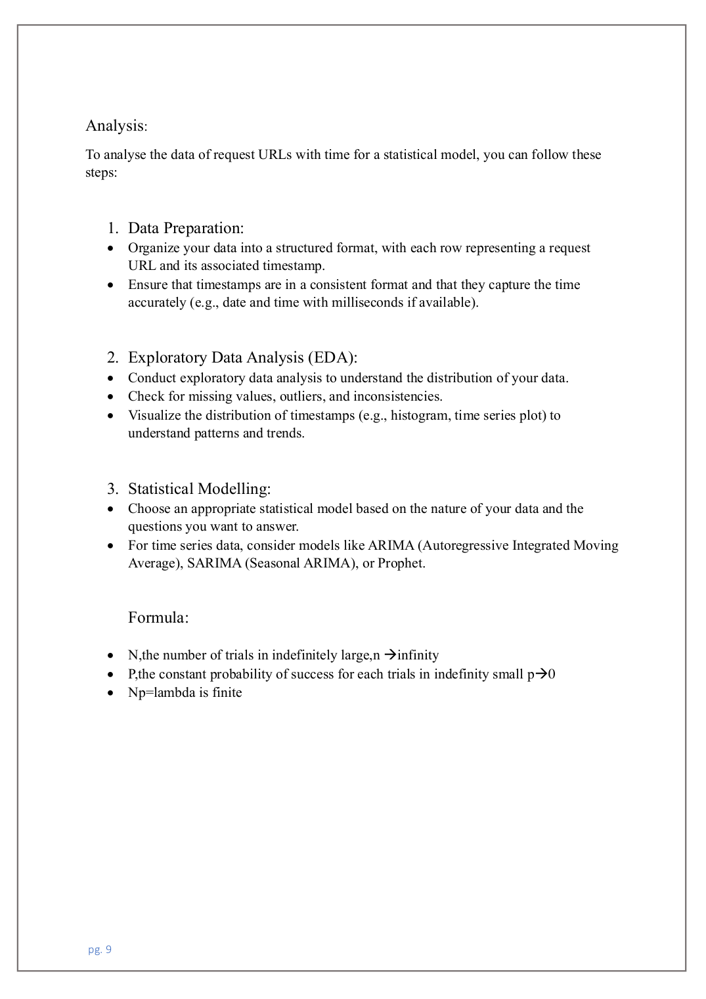 Analysis:
To analyse the data of request URLs with time for a statistical model, you can follow these
steps:
1. Data Preparation:
• Organize your data into a structured format, with each row representing a request
URL and its associated timestamp.
• Ensure that timestamps are in a consistent format and that they capture the time
accurately (e.g., date and time with milliseconds if available).
2. Exploratory Data Analysis (EDA):
• Conduct exploratory data analysis to understand the distribution of your data.
• Check for missing values, outliers, and inconsistencies.
• Visualize the distribution of timestamps (e.g., histogram, time series plot) to
understand patterns and trends.
3. Statistical Modelling:
• Choose an appropriate statistical model based on the nature of your data and the
questions you want to answer.
• For time series data, consider models like ARIMA (Autoregressive Integrated Moving
Average), SARIMA (Seasonal ARIMA), or Prophet.
Formula:
• N,the number of trials in indefinitely large,n →infinity
• P,the constant probability of success for each trials in indefinity small p→0
• Np=lambda is finite
pg. 9